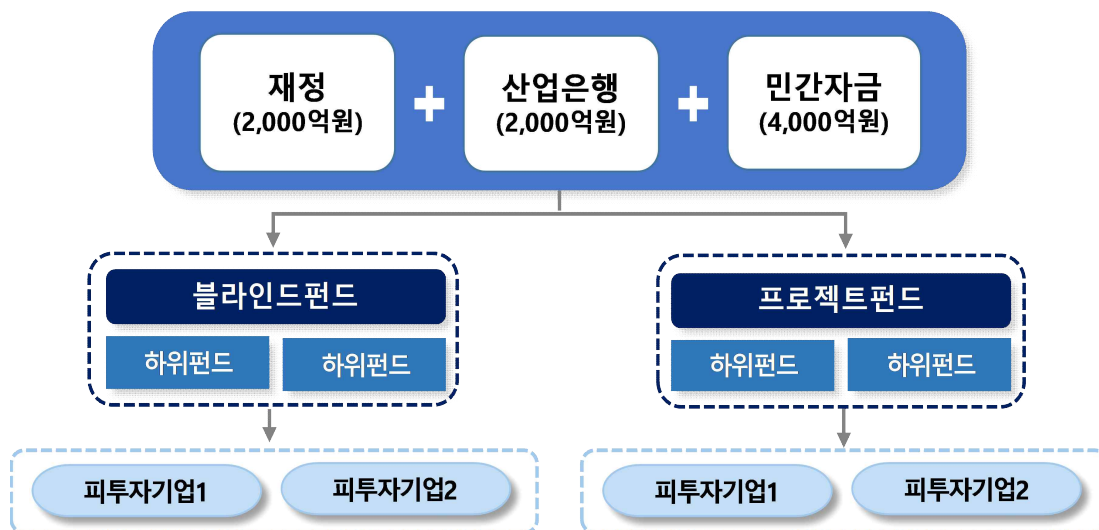 재정
(2,000억원)
산업은행
(2,000억원)
민간자금
(4,000억원)
블라인드펀드
하위펀드
하위펀드
프로젝트펀드
하위펀드
하위펀드
피투자기업1
피투자기업2
피투자기업1
피투자기업2